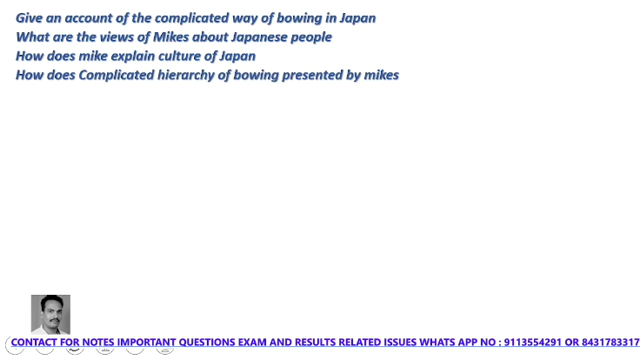 Give an account of the complicated way of bowing in Japan
What are the views of Mikes about Japanese people
How does mike explain culture of Japan
How does Complicated hierarchy of bowing presented by mikes
CONTACT FOR NOTES IMPORTANT QUESTIONS EXAM AND RESULTS RELATED ISSUES WHATS APP NO : 9113554291 OR 8431783317